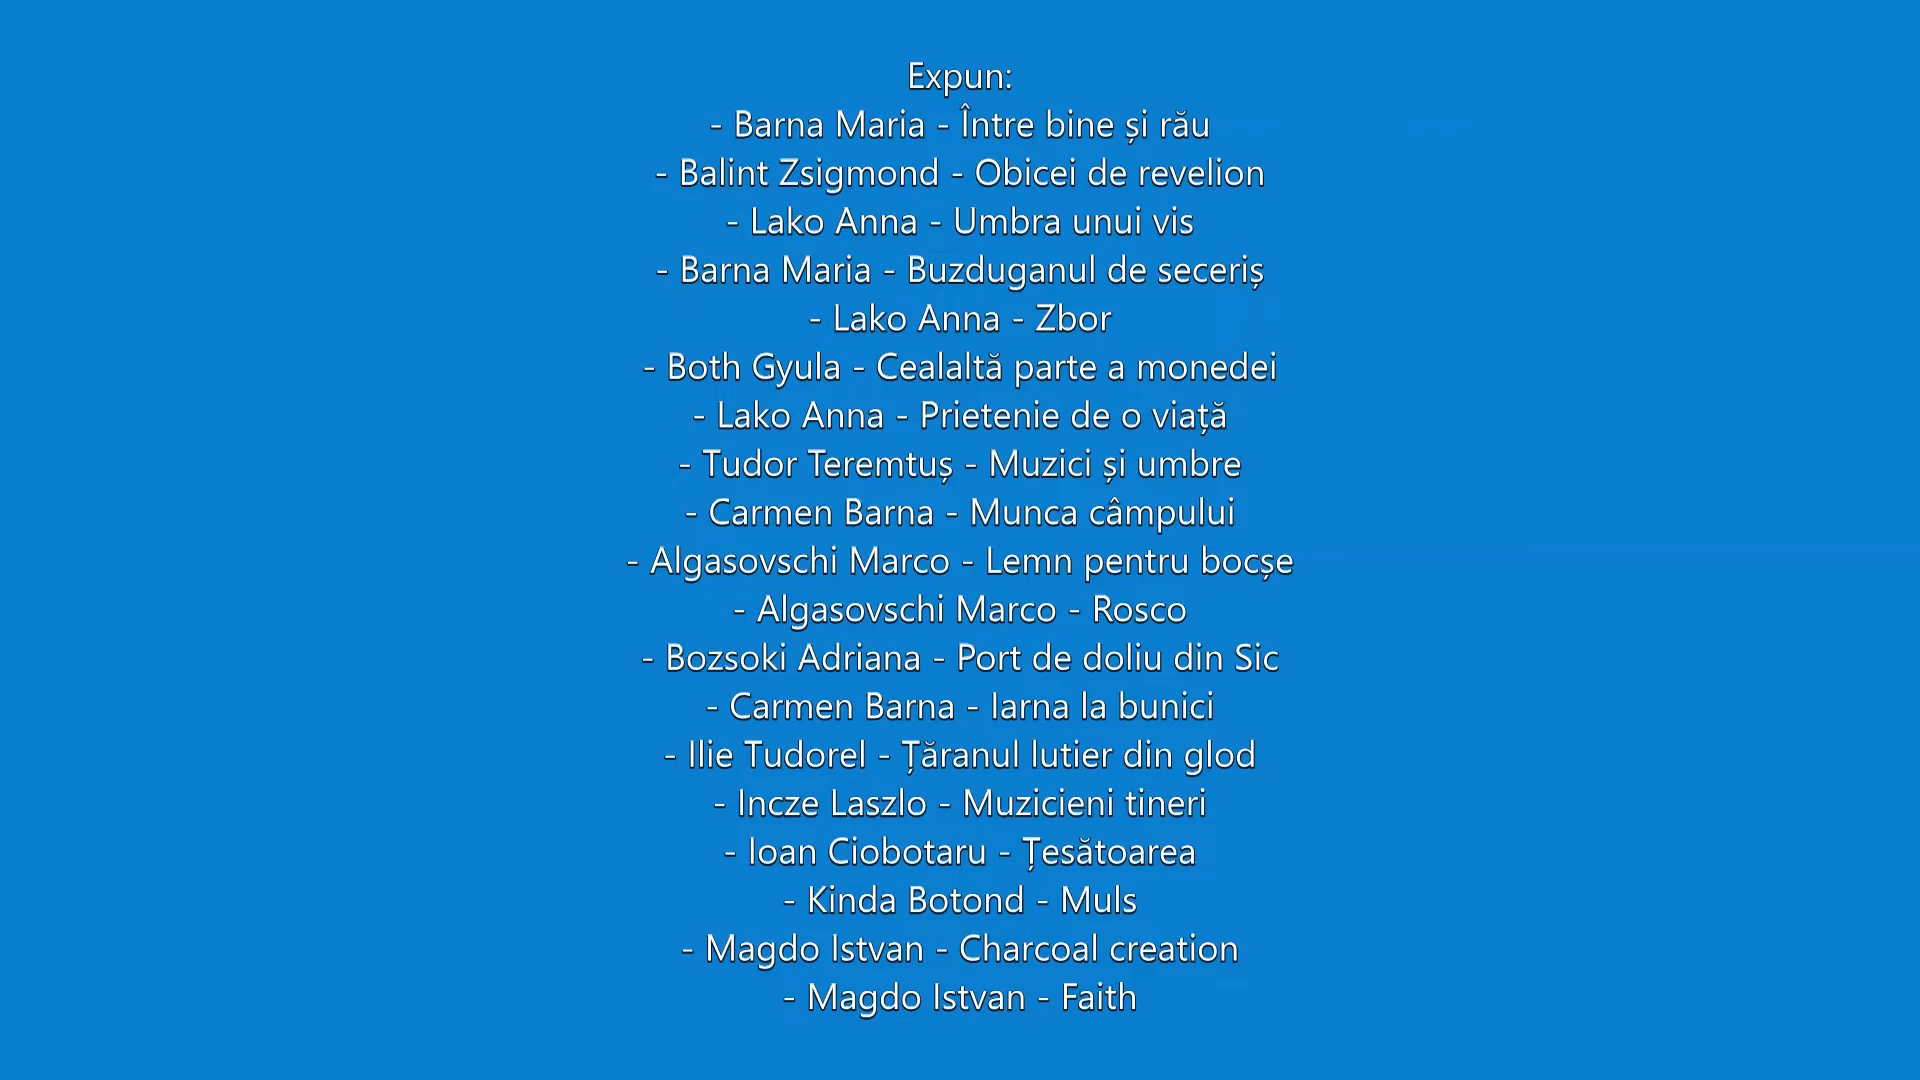 Expun:
- Barna Maria - Între bine și rău
- Balint Zsigmond - Obicei de revelion
- Lako Anna - Umbra unui vis
- Barna Maria - Buzduganul de seceriș
- Lako Anna - Zbor
- Both Gyula - Cealaltă parte a monedei
- Lako Anna - Prietenie de o viață
- Tudor Teremtuș - Muzici și umbre
- Carmen Barna - Munca câmpului
- Algasovschi Marco - Lemn pentru bocșe
- Algasovschi Marco - Rosco
- Bozsoki Adriana - Port de doliu din Sic
- Carmen Barna - Iarna la bunici
- Ilie Tudorel - Țăranul lutier din glod
- Incze Laszlo - Muzicieni tineri
- Ioan Ciobotaru - Țesătoarea
- Kinda Botond - Muls
- Magdo Istvan - Charcoal creation
- Magdo Istvan - Faith